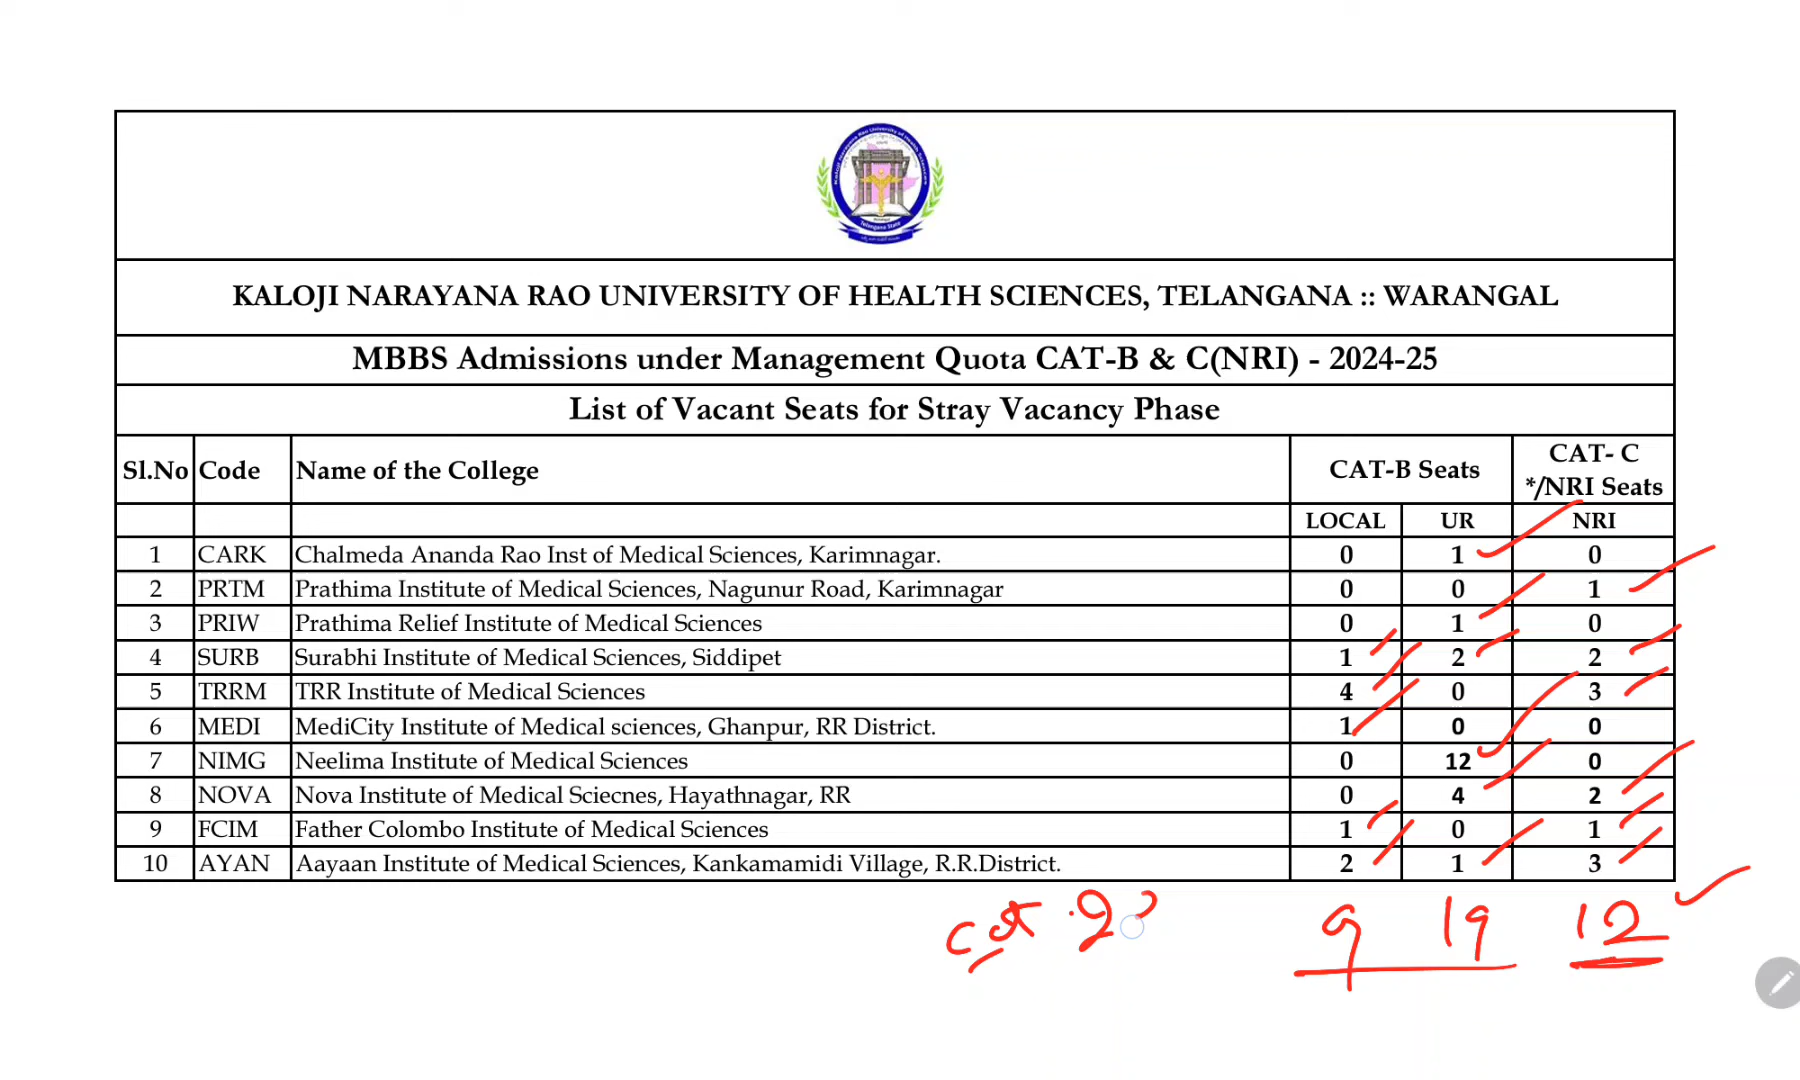 KALOJI NARAYANA RAO UNIVERSITY OF HEALTH SCIENCES, TELANGANA :: WARANGAL
MBBS Admissions under Management Quota CAT-B & C(NRI) - 2024-25
List of Vacant Seats for Stray Vacancy Phase
Sl.No Code Name of the College CAT-B Seats CAT- C */NRI Seats
LOCAL UR NRI
1 CARK Chalmeda Ananda Rao Inst of Medical Sciences, Karimnagar. 0 1 0
2 PRTM Prathima Institute of Medical Sciences, Nagunur Road, Karimnagar 0 0 1
3 PRIW Prathima Relief Institute of Medical Sciences 0 1 0
4 SURB Surabhi Institute of Medical Sciences, Siddipet 1 2 2
5 TRRM TRR Institute of Medical Sciences 4 0 3
6 MEDI MediCity Institute of Medical sciences, Ghanpur, RR District. 1 0 0
7 NIMG Neelima Institute of Medical Sciences 0 12 0
8 NOVA Nova Institute of Medical Sciecnes, Hayathnagar, RR 0 4 2
9 FCIM Father Colombo Institute of Medical Sciences 1 0 1
10 AYAN Aayaan Institute of Medical Sciences, Kankamamidi Village, R.R.District. 2 1 3
9 19 12